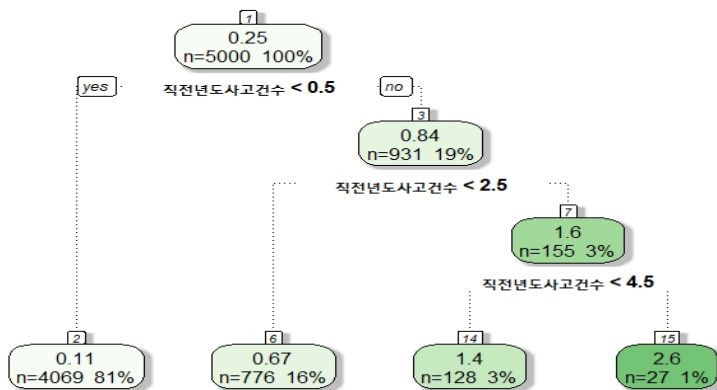 1
0.25
n=5000 100%
yes
직전년도사고건수 < 0.5
no
3
0.84
n=931 19%
직전년도사고건수 < 2.5
7
1.6
n=155 3%
직전년도사고건수 < 4.5
2
0.11
n=4069 81%
6
0.67
n=776 16%
14
1.4
n=128 3%
15
2.6
n=27 1%